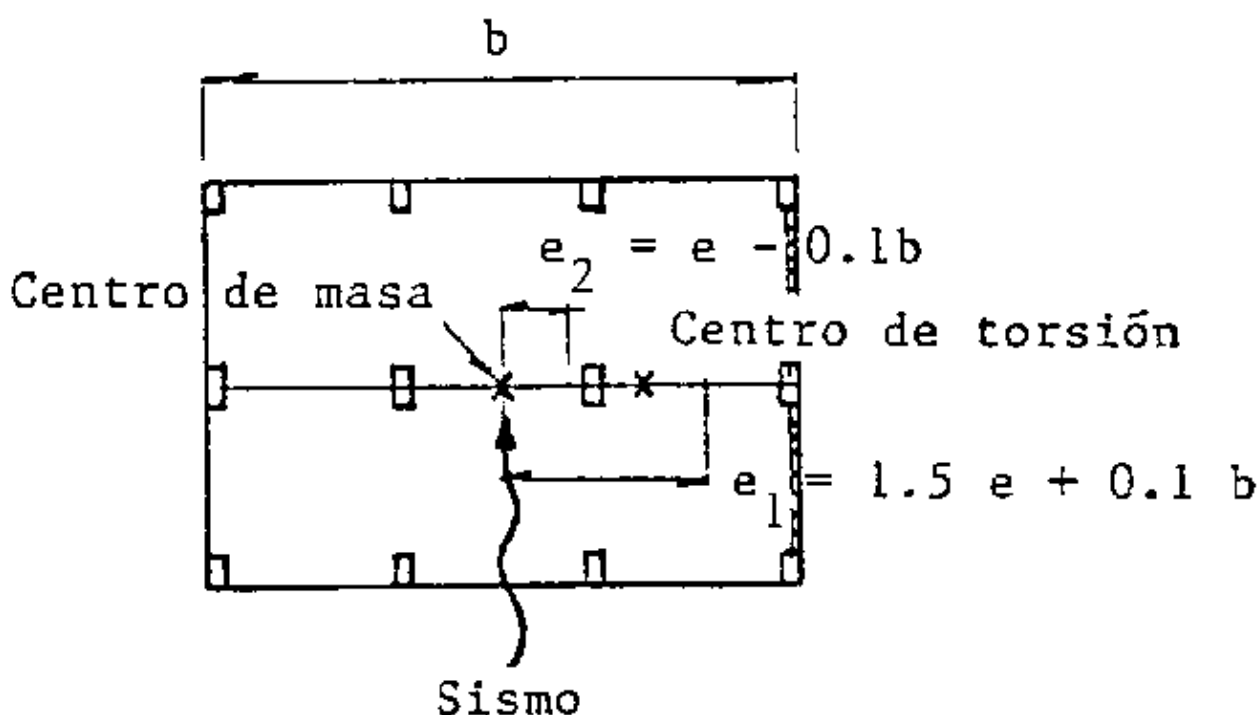 b
e₂ = e - 0.1b
Centro de masa
Centro de torsión
e₁ = 1.5 e + 0.1 b
Sismo